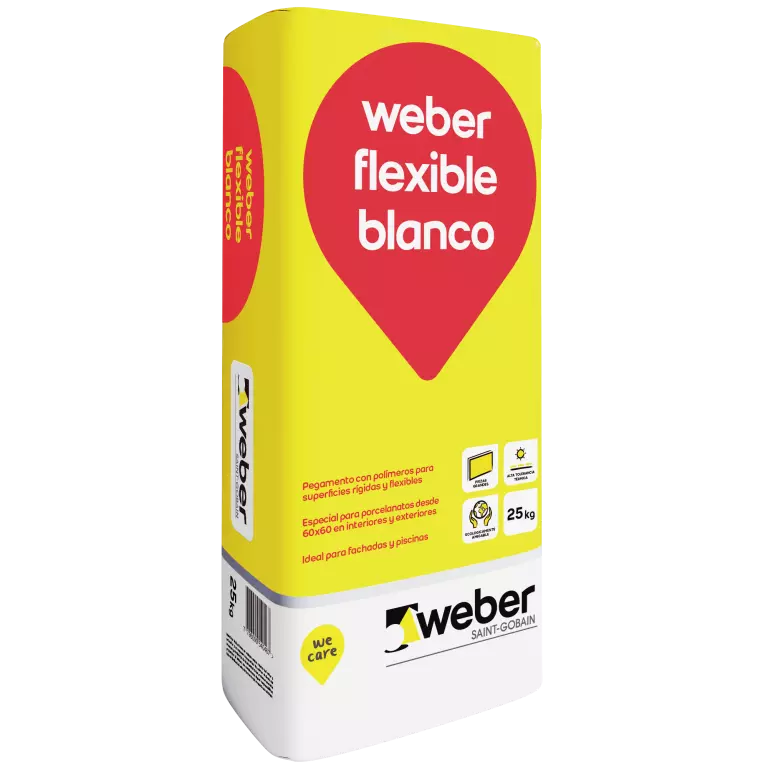 weber
flexible
blanco
weber
flexible
blanco
Pegamento con polímeros para
superficies rígidas y flexibles
Especial para porcelanatos desde
60x60 en interiores y exteriores
Ideal para fachadas y piscinas
PIEZAS
GRANDES
ALTA TOLERANCIA
TÉRMICA
ECOLÓGICAMENTE
AMIGABLE
25 kg
weber
SAINT-GOBAIN
25kg
we
care
weber
SAINT-GOBAIN